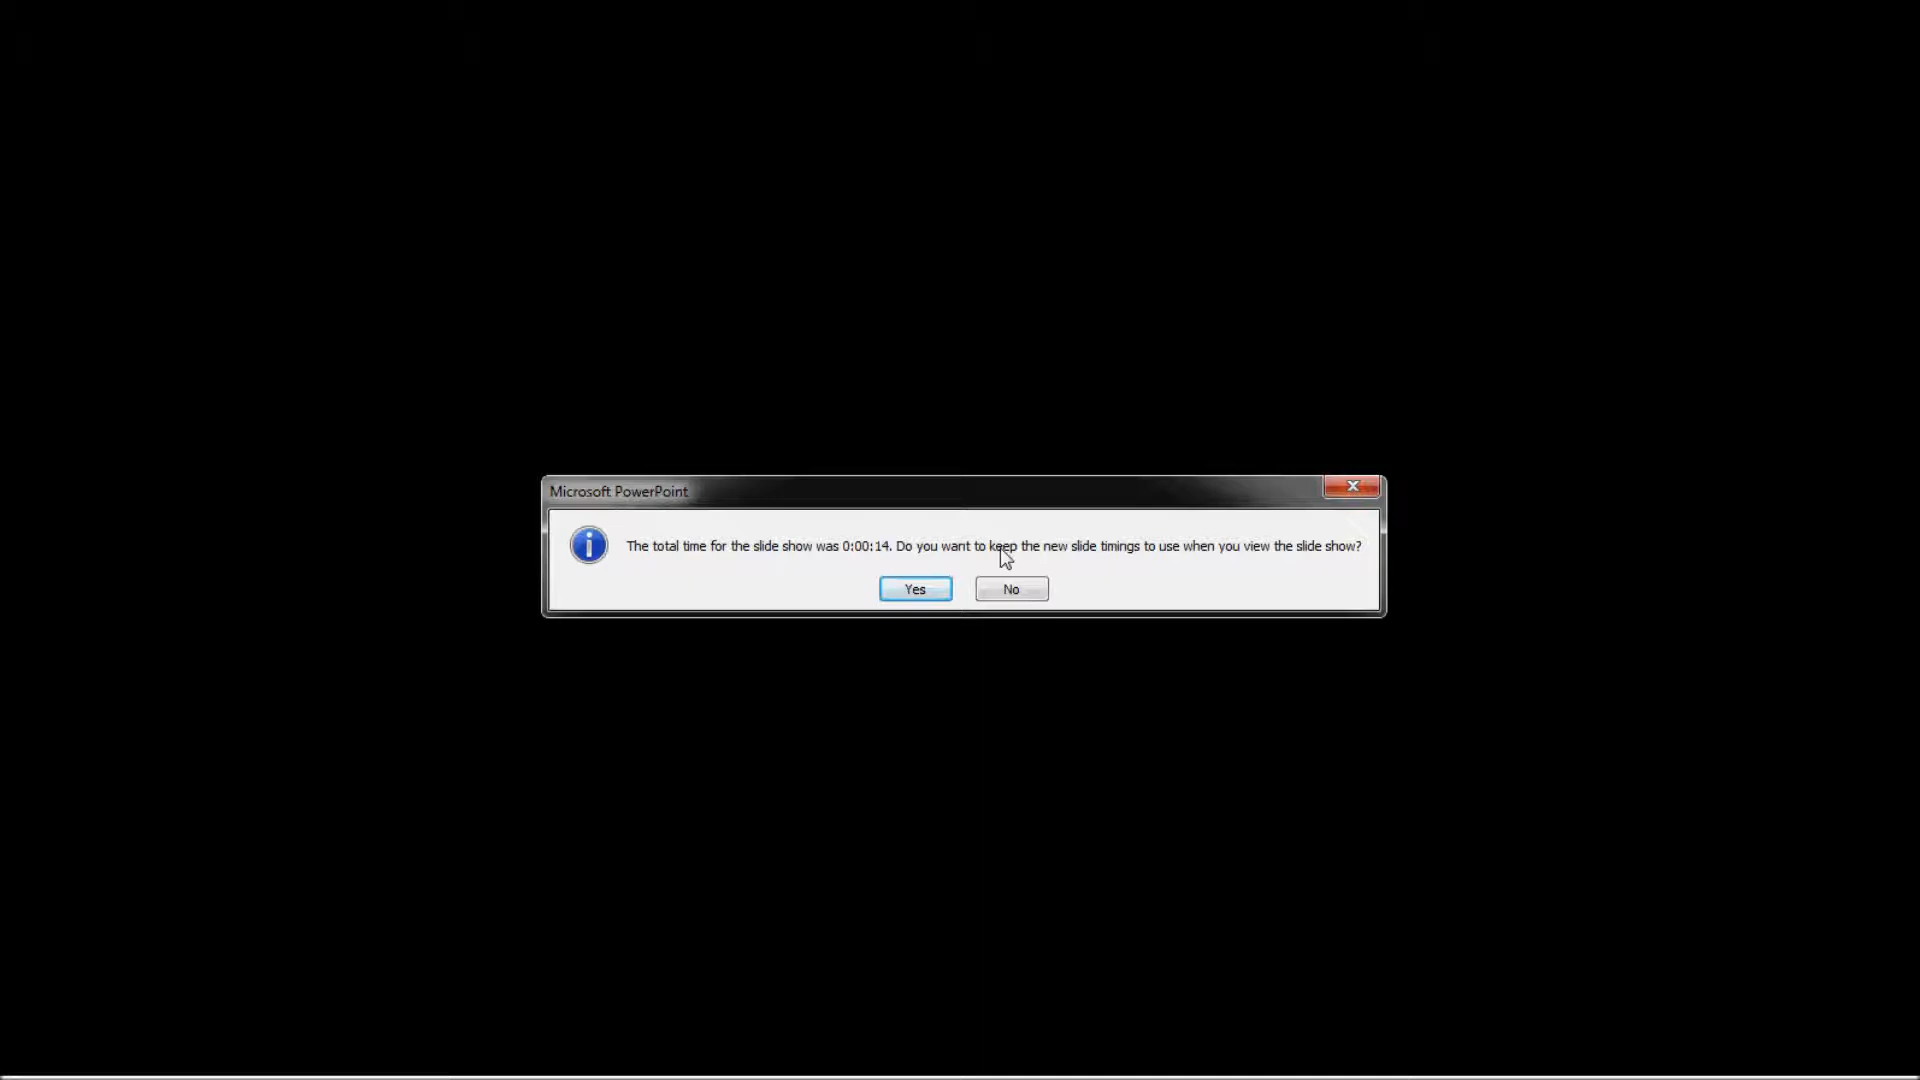 Microsoft PowerPoint
The total time for the slide show was 0:00:14. Do you want to keep the new slide timings to use when you view the slide show?
Yes No